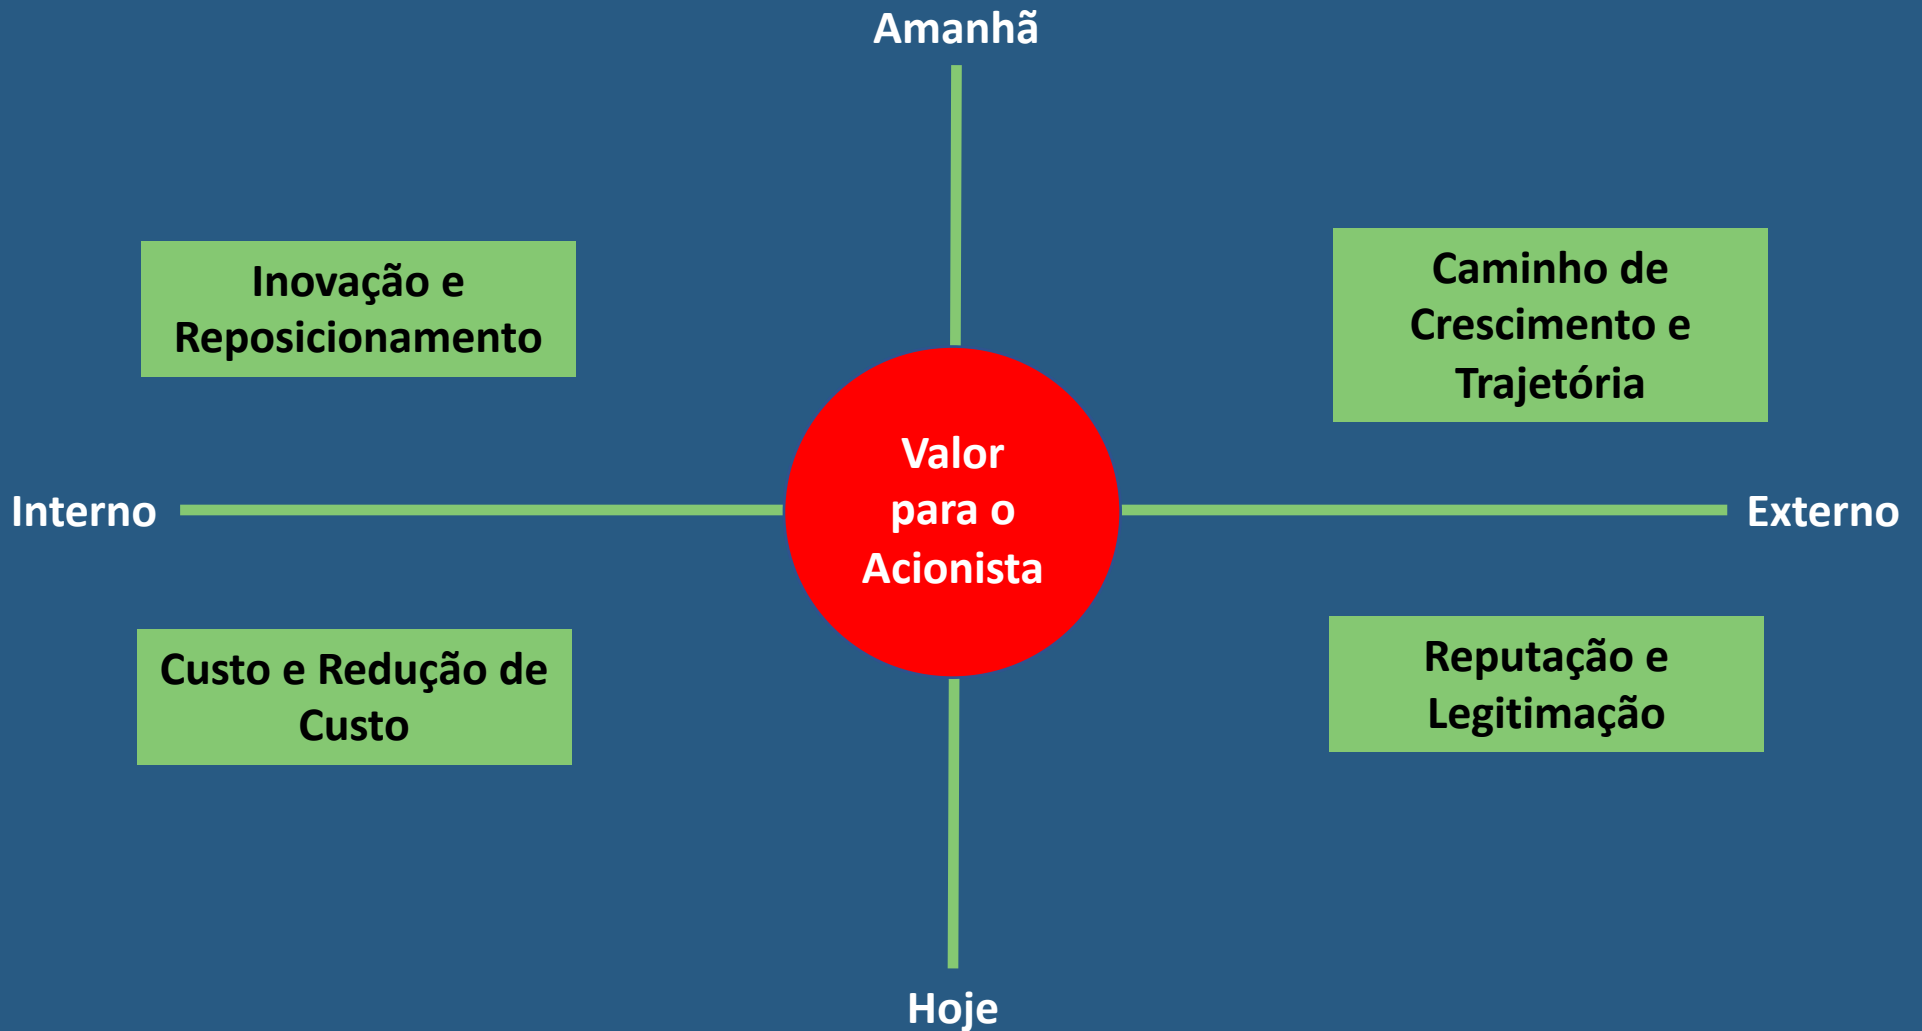 Amanhã
Inovação e
Reposicionamento
Caminho de
Crescimento e
Trajetória
Valor
para o
Acionista
Interno
Externo
Custo e Redução de
Custo
Reputação e
Legitimação
Hoje